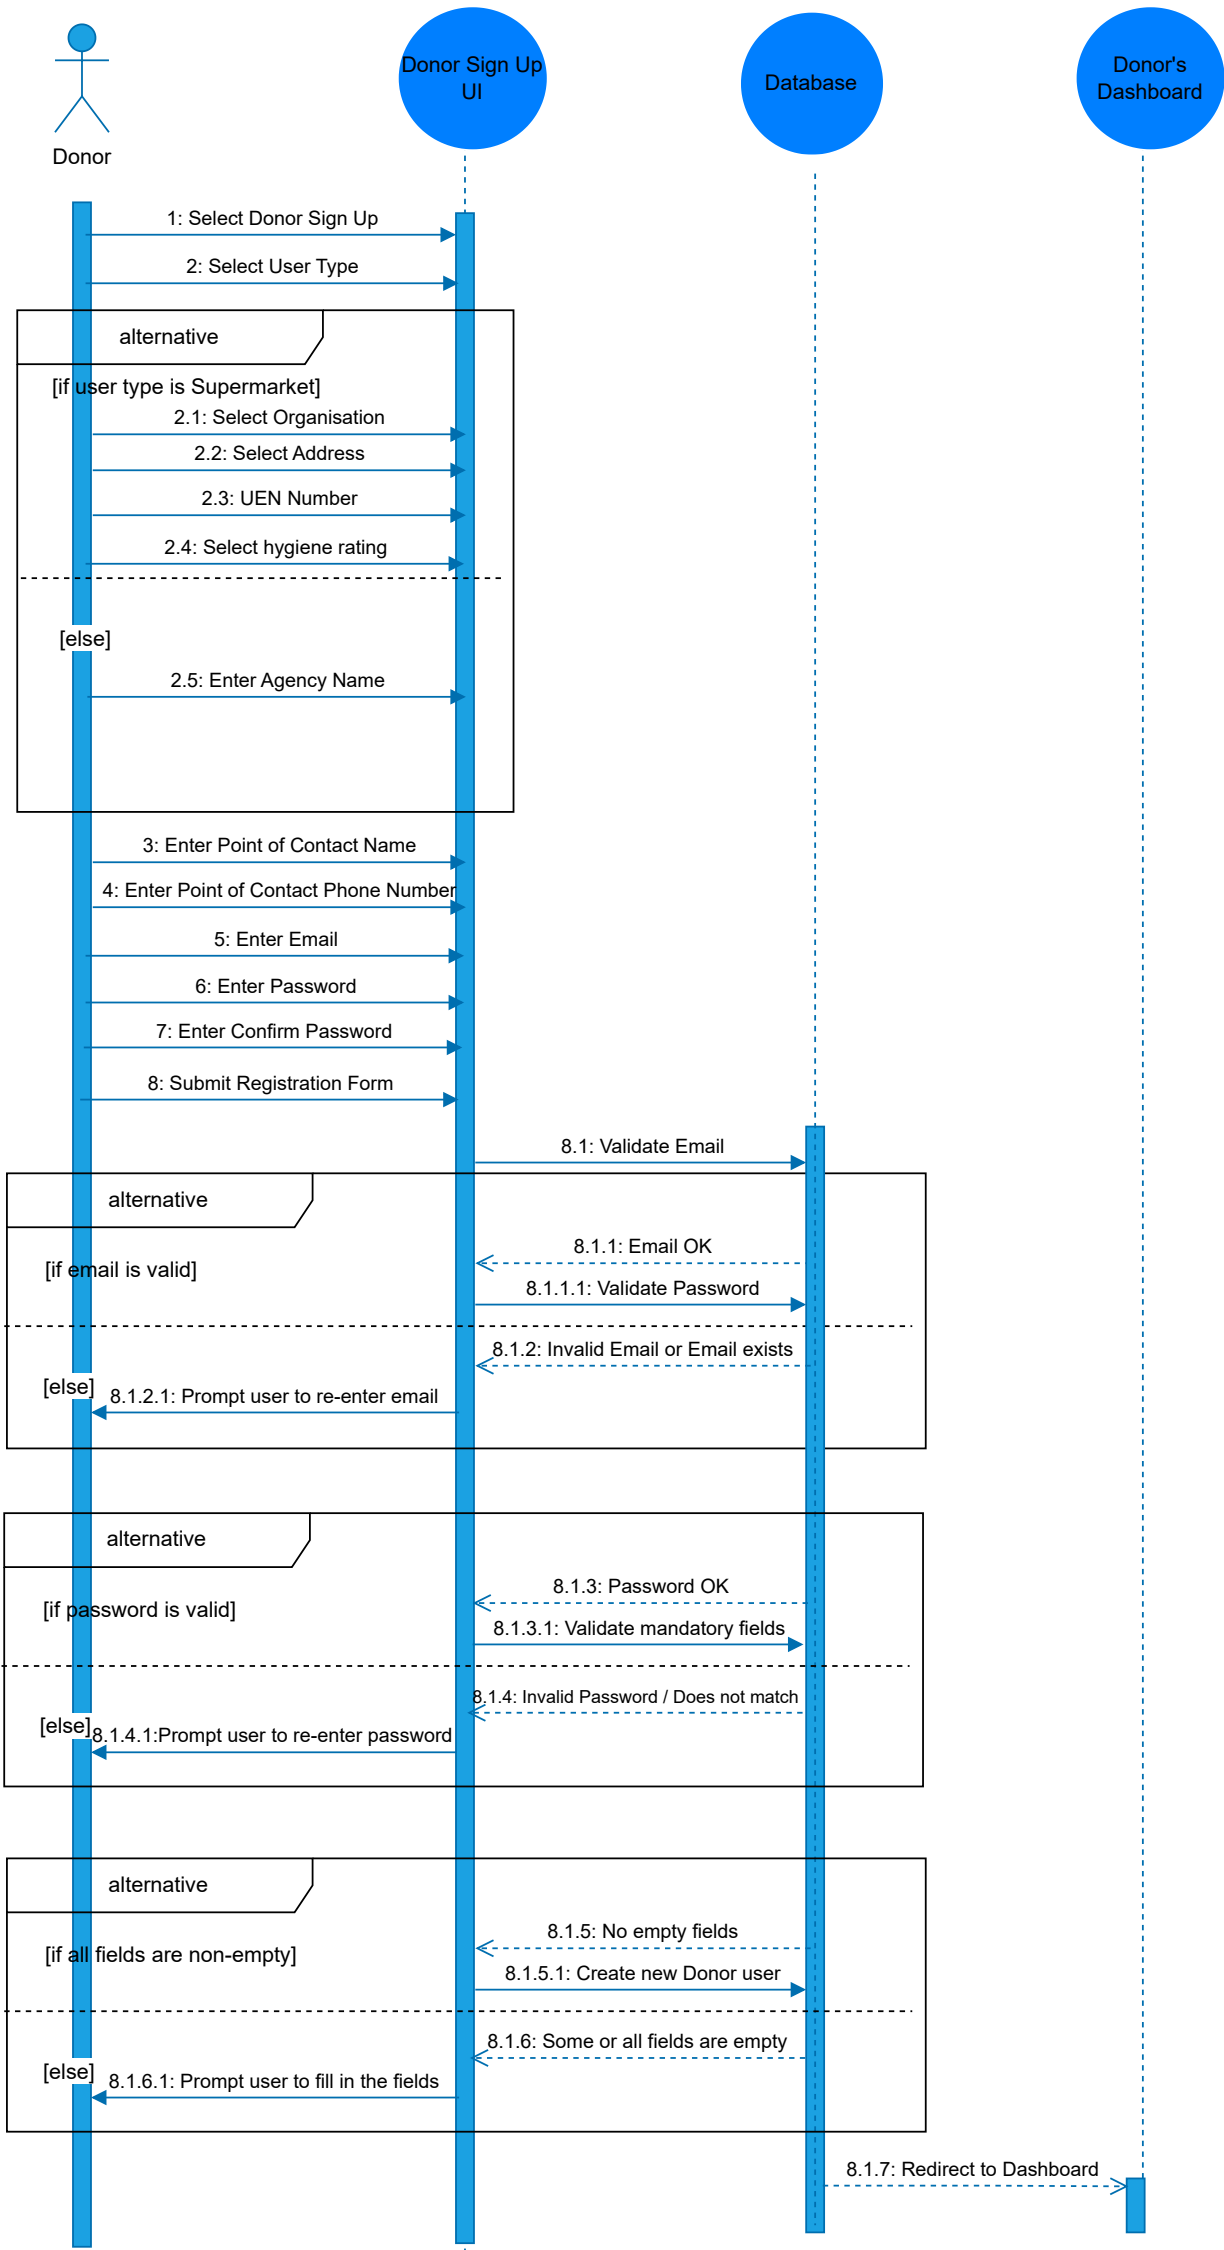 Donor
Donor Sign Up
UI
Database
Donor's
Dashboard
1: Select Donor Sign Up
2: Select User Type
alternative
[if user type is Supermarket]
2.1: Select Organisation
2.2: Select Address
2.3: UEN Number
2.4: Select hygiene rating
[else]
2.5: Enter Agency Name
3: Enter Point of Contact Name
4: Enter Point of Contact Phone Number
5: Enter Email
6: Enter Password
7: Enter Confirm Password
8: Submit Registration Form
8.1: Validate Email
alternative
8.1.1: Email OK
[if email is valid]
8.1.1.1: Validate Password
8.1.2: Invalid Email or Email exists
[else]
8.1.2.1: Prompt user to re-enter email
alternative
8.1.3: Password OK
[if password is valid]
8.1.3.1: Validate mandatory fields
8.1.4: Invalid Password / Does not match
[else]
8.1.4.1:Prompt user to re-enter password
alternative
8.1.5: No empty fields
[if all fields are non-empty]
8.1.5.1: Create new Donor user
8.1.6: Some or all fields are empty
[else]
8.1.6.1: Prompt user to fill in the fields
8.1.7: Redirect to Dashboard